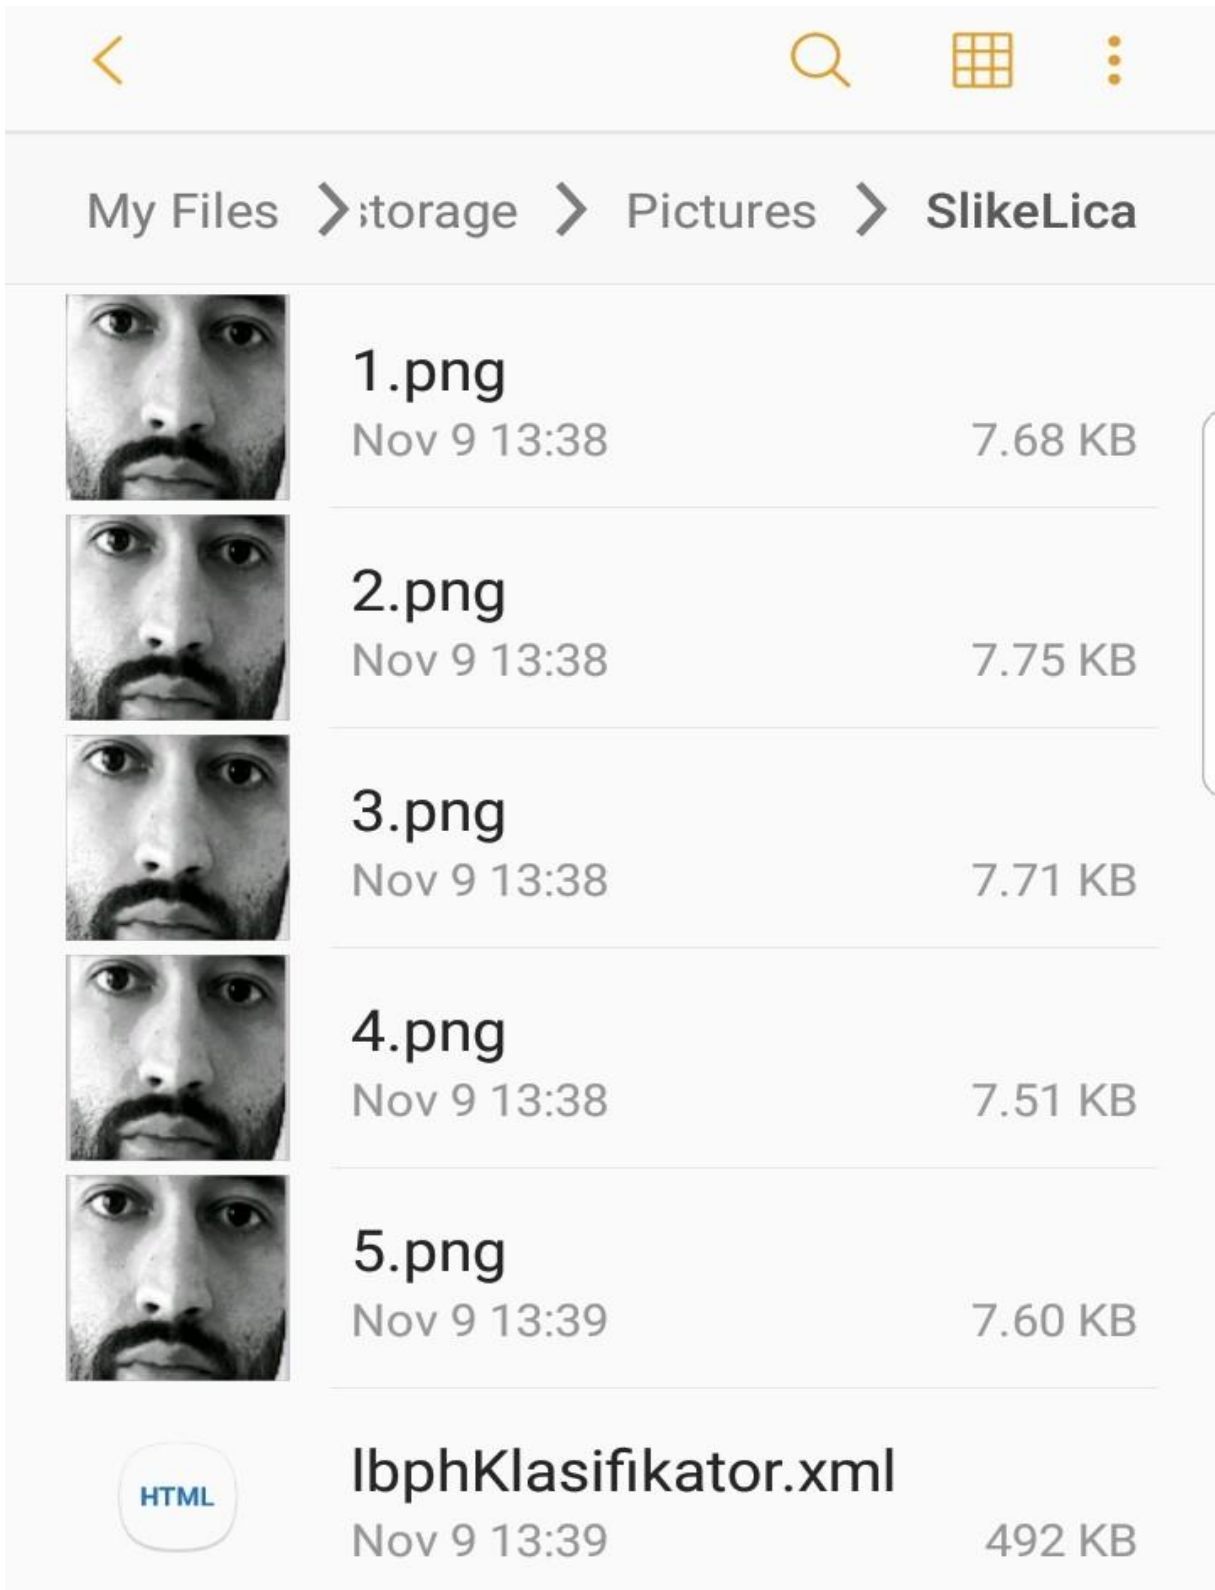 My Files storage Pictures SlikeLica
1.png
Nov 9 13:38 7.68 KB
2.png
Nov 9 13:38 7.75 KB
3.png
Nov 9 13:38 7.71 KB
4.png
Nov 9 13:38 7.51 KB
5.png
Nov 9 13:39 7.60 KB
HTML
lbphKlasifikator.xml
Nov 9 13:39 492 KB